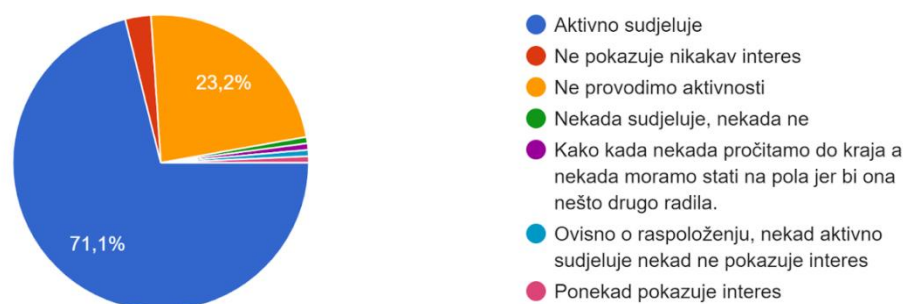 23,2%
71,1%
Aktivno sudjeluje
Ne pokazuje nikakav interes
Ne provodimo aktivnosti
Nekada sudjeluje, nekada ne
Kako kada nekada pročitamo do kraja a
nekada moramo stati na pola jer bi ona
nešto drugo radila.
Ovisno o raspoloženju, nekad aktivno
sudjeluje nekad ne pokazuje interes
Ponekad pokazuje interes